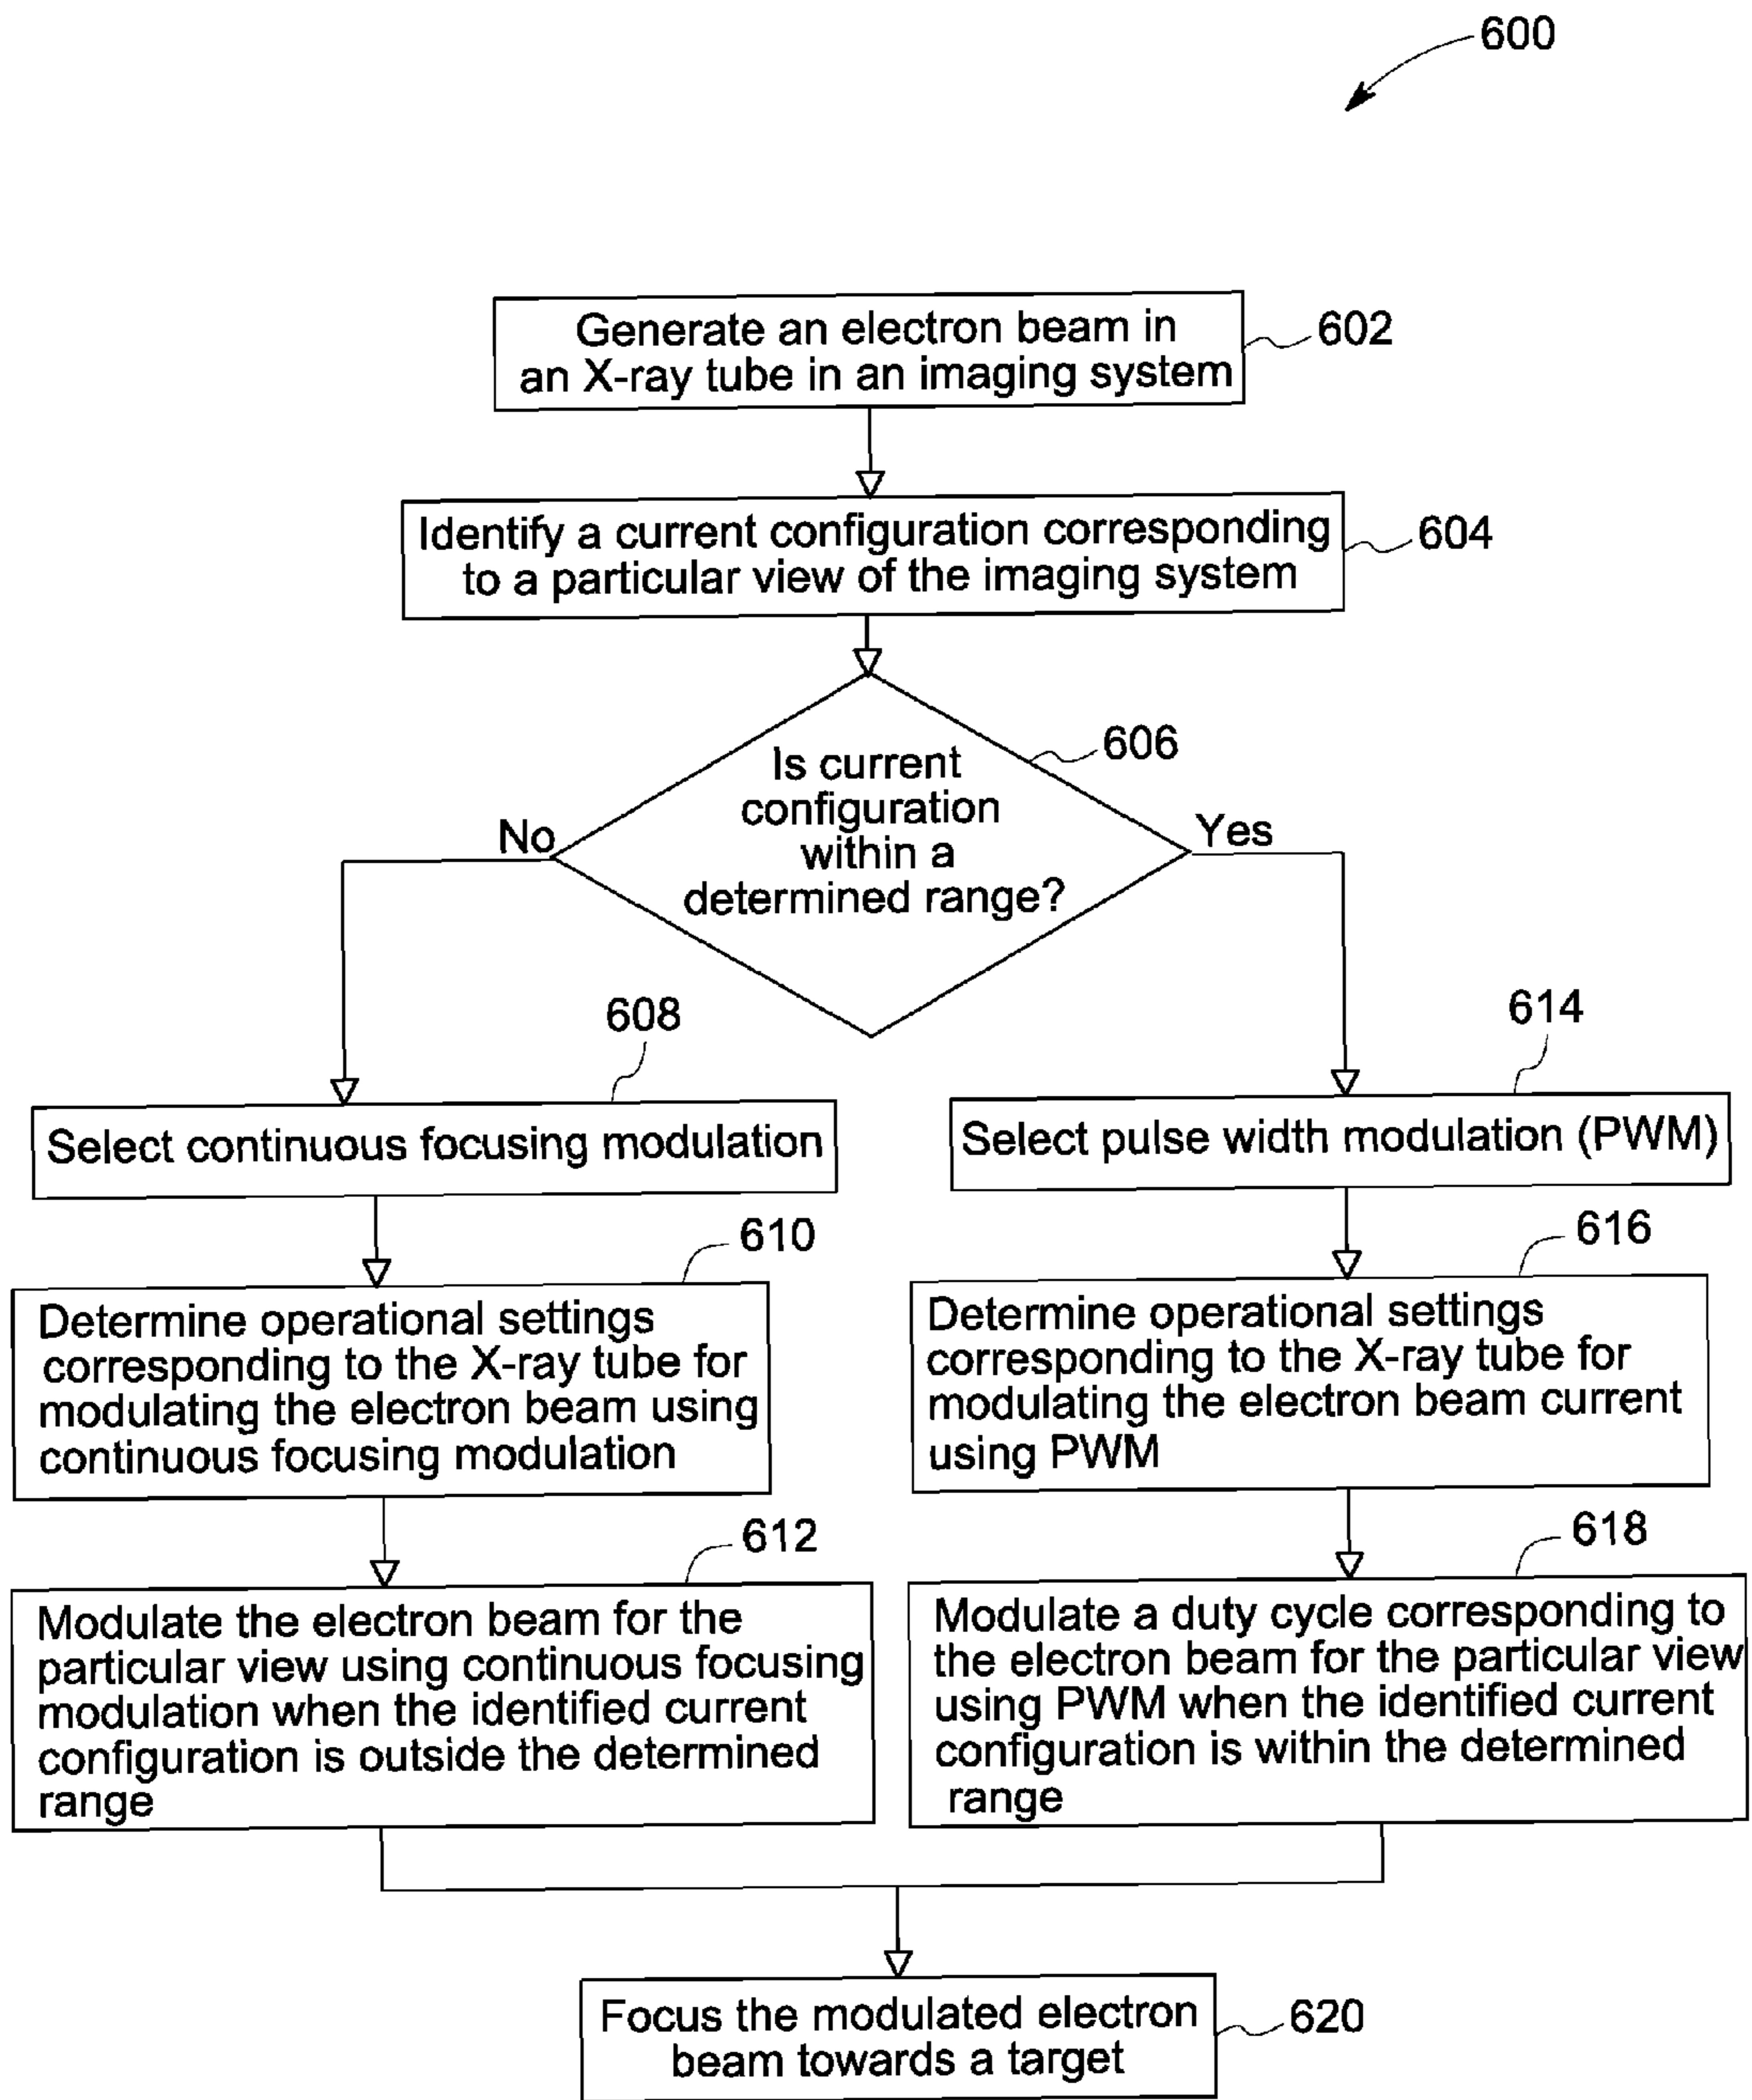 600
Generate an electron beam in
an X-ray tube in an imaging system
602
Identify a current configuration corresponding
to a particular view of the imaging system
604
Is current
configuration
within a
determined range?
606
No
Yes
608
Select continuous focusing modulation
614
Select pulse width modulation (PWM)
610
Determine operational settings
corresponding to the X-ray tube for
modulating the electron beam using
continuous focusing modulation
616
Determine operational settings
corresponding to the X-ray tube for
modulating the electron beam current
using PWM
612
Modulate the electron beam for the
particular view using continuous focusing
modulation when the identified current
configuration is outside the determined
range
618
Modulate a duty cycle corresponding to
the electron beam for the particular view
using PWM when the identified current
configuration is within the determined
range
Focus the modulated electron
beam towards a target
620